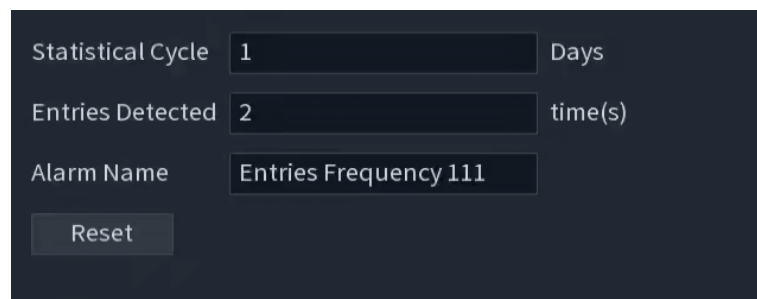 Statistical Cycle 1 Days
Entries Detected 2 time(s)
Alarm Name Entries Frequency 111
Reset